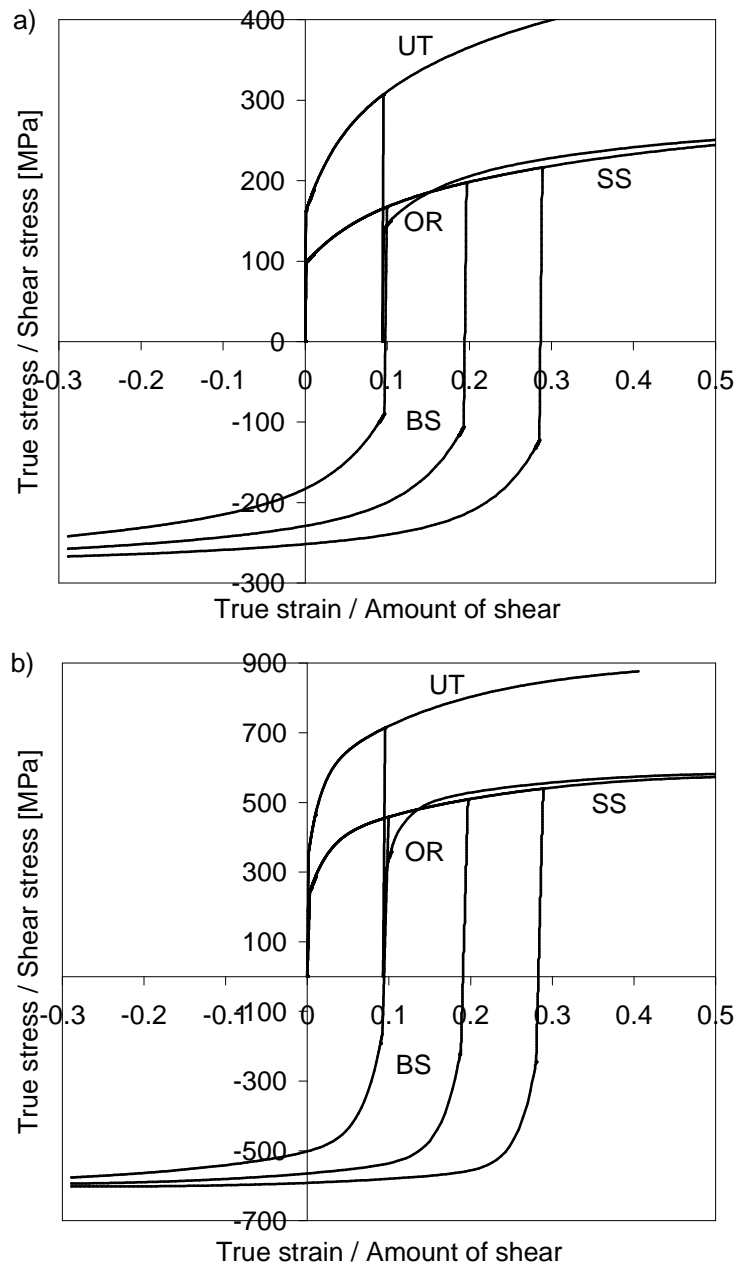 a)
True stress / Shear stress [MPa]
400
300
200
100
0
-100
-200
-300
-0.3 -0.2 -0.1 0 0.1 0.2 0.3 0.4 0.5
UT
SS
OR
BS
True strain / Amount of shear
b)
True stress / Shear stress [MPa]
900
700
500
300
100
-100
-300
-500
-700
-0.3 -0.2 -0.1 0 0.1 0.2 0.3 0.4 0.5
UT
SS
OR
BS
True strain / Amount of shear